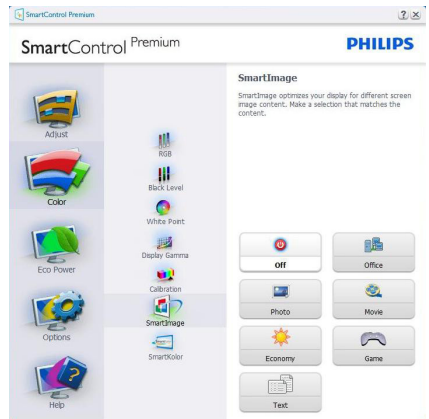 SmartControl Premium
SmartControl Premium
PHILIPS
Adjust
Color
Eco Power
Options
Help
RGB
Black Level
White Point
Display Gamma
Calibration
SmartImage
SmartKolor
SmartImage
SmartImage optimizes your display for different screen
image content. Make a selection that matches the
content.
Off
Office
Photo
Movie
Economy
Game
Text